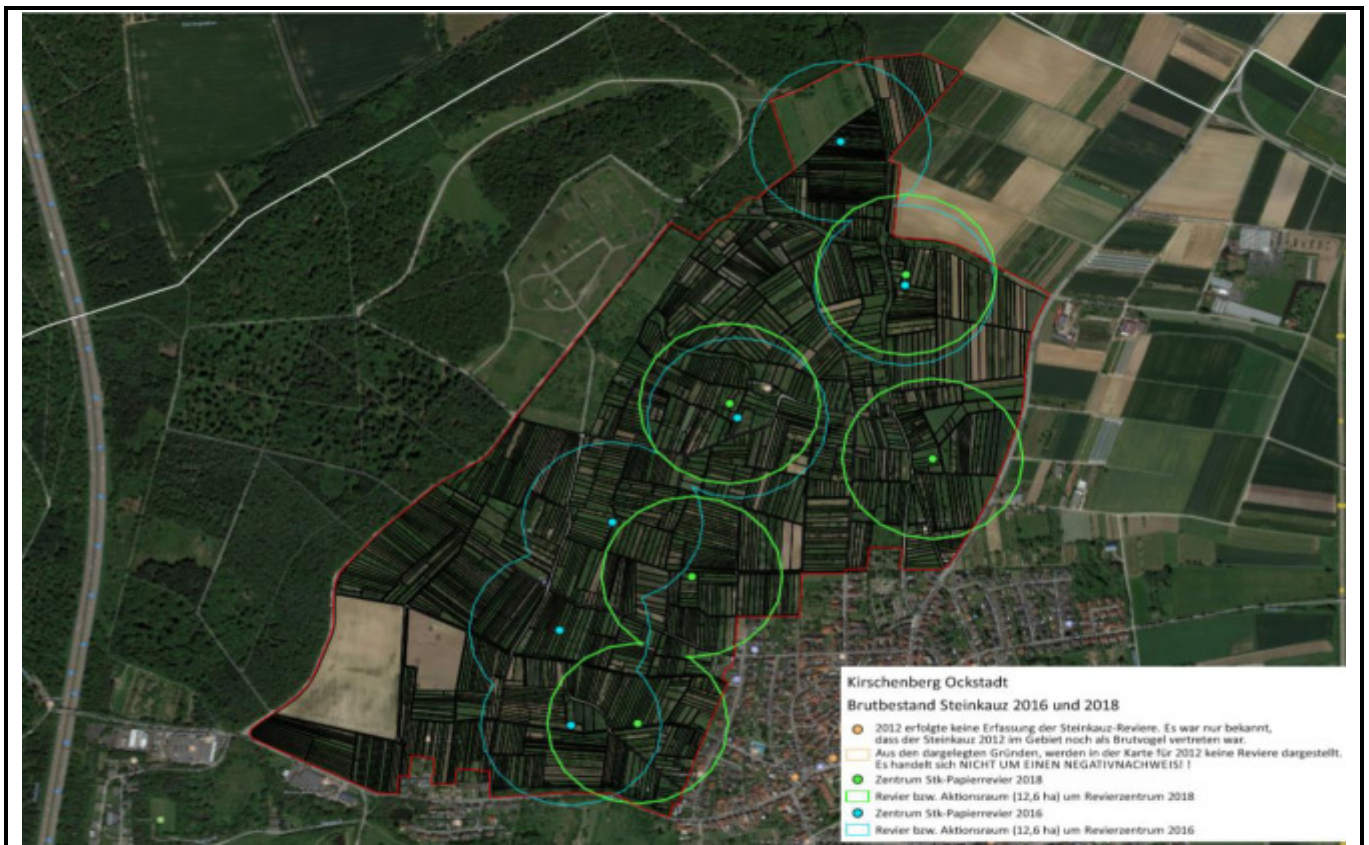 Kirschenberg Ockstadt
Brutbestand Steinkauz 2016 und 2018
2012 erfolgte keine Erfassung der Steinkauz-Reviere. Es war nur bekannt,
dass der Steinkauz 2012 im Gebiet noch als Brutvogel vertreten war.
Aus den dargelegten Gründen, werden in der Karte für 2012 keine Reviere dargestellt.
Es handelt sich NICHT UM EINEN NEGATIVNACHWEIS! !
Zentrum Stk-Papierrevier 2018
Revier bzw. Aktionsraum (12,6 ha) um Revierzentrum 2018
Zentrum Stk-Papierrevier 2016
Revier bzw. Aktionsraum (12,6 ha) um Revierzentrum 2016